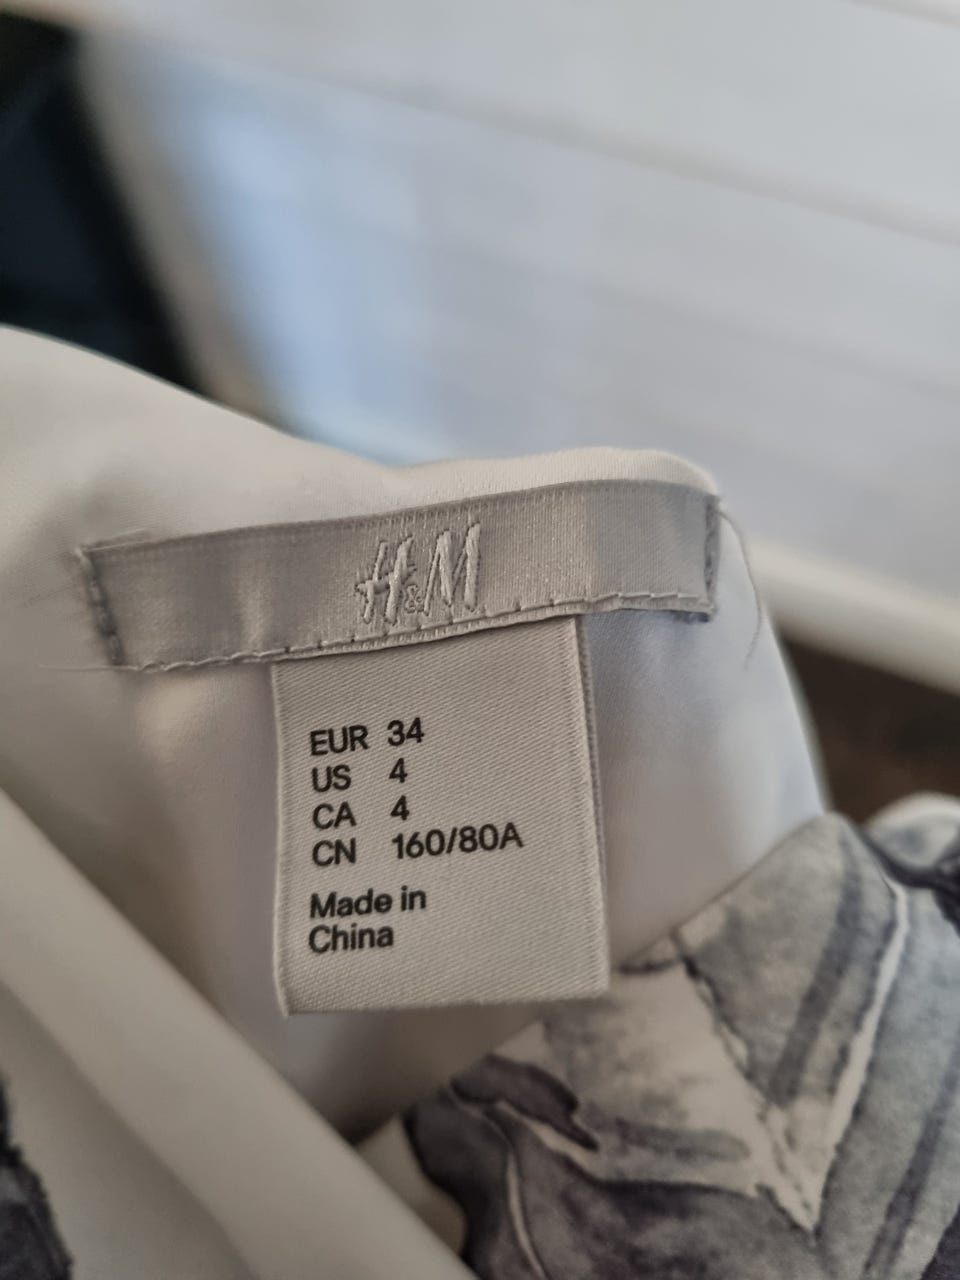 H&M
EUR 34
US 4
CA 4
CN 160/80A
Made in
China